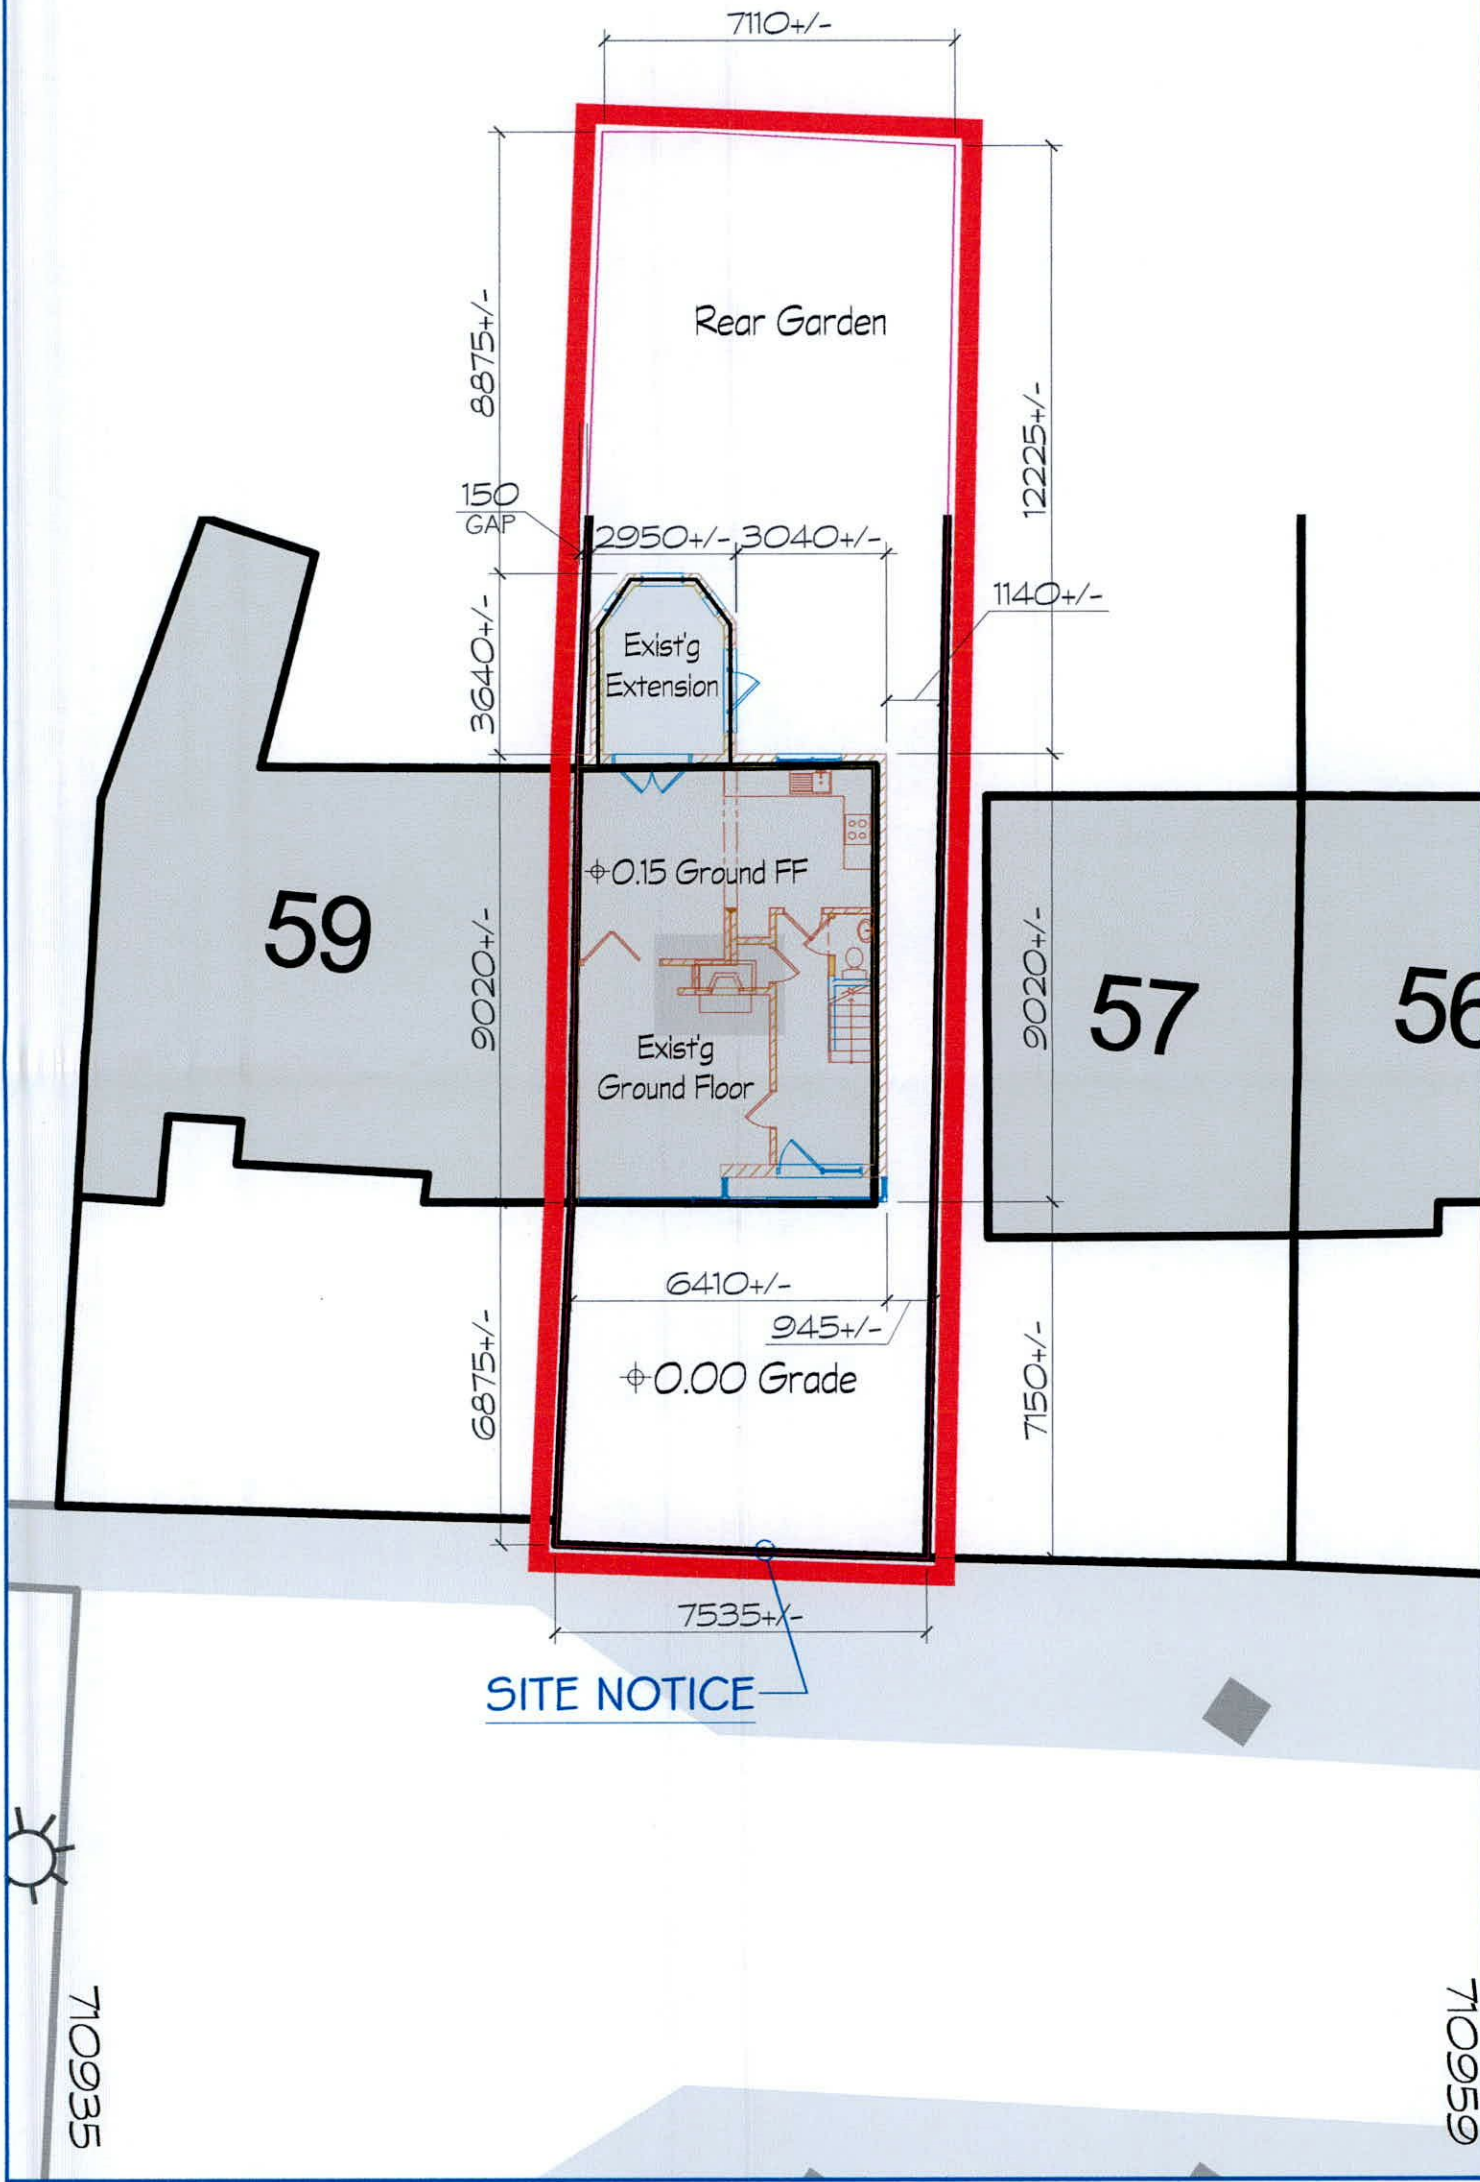 7110+/-
8875+/-
Rear Garden
12225+/-
150
GAP
2950+/-
3040+/-
1140+/-
3640+/-
Exist'g
Extension
0.15 Ground FF
59
9020+/-
9020+/-
57
56
Exist'g
Ground Floor
6410+/-
945+/-
6875+/-
0.00 Grade
7150+/-
7535+/-
SITE NOTICE
710935
710959